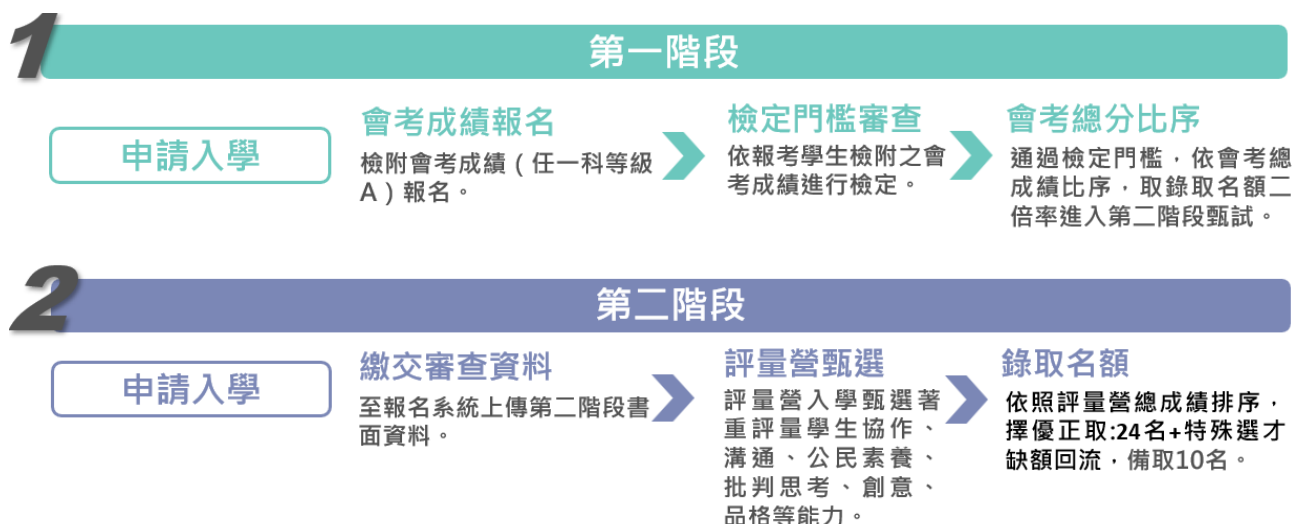 1
第一階段
申請入學
會考成績報名
檢附會考成績（任一科等級
A）報名。
檢定門檻審查
依報考學生檢附之會
考成績進行檢定。
會考總分比序
通過檢定門檻，依會考總
成績比序，取錄取名額二
倍率進入第二階段甄試。
2
第二階段
申請入學
繳交審查資料
至報名系統上傳第二階段書
面資料。
評量營甄選
評量營入學甄選著
重評量學生協作、
溝通、公民素養、
批判思考、創意、
品格等能力。
錄取名額
依照評量營總成績排序，
擇優正取:24名+特殊選才
缺額回流，備取10名。